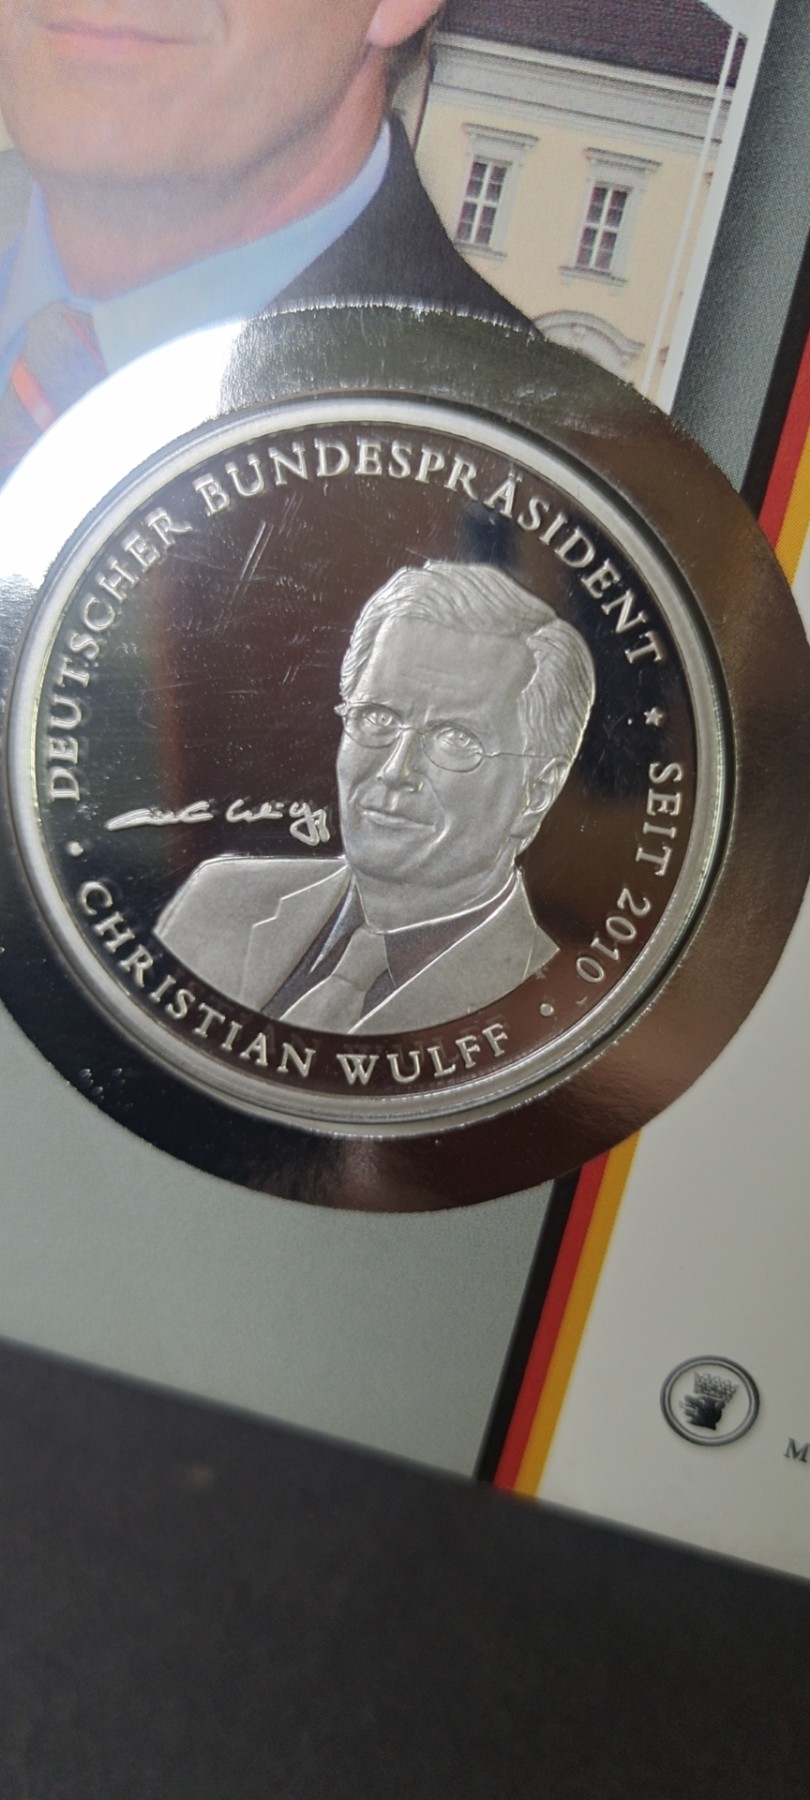 DEUTSCHER BUNDESPRÄSIDENT * SEIT 2010 •
• CHRISTIAN WULFF
M